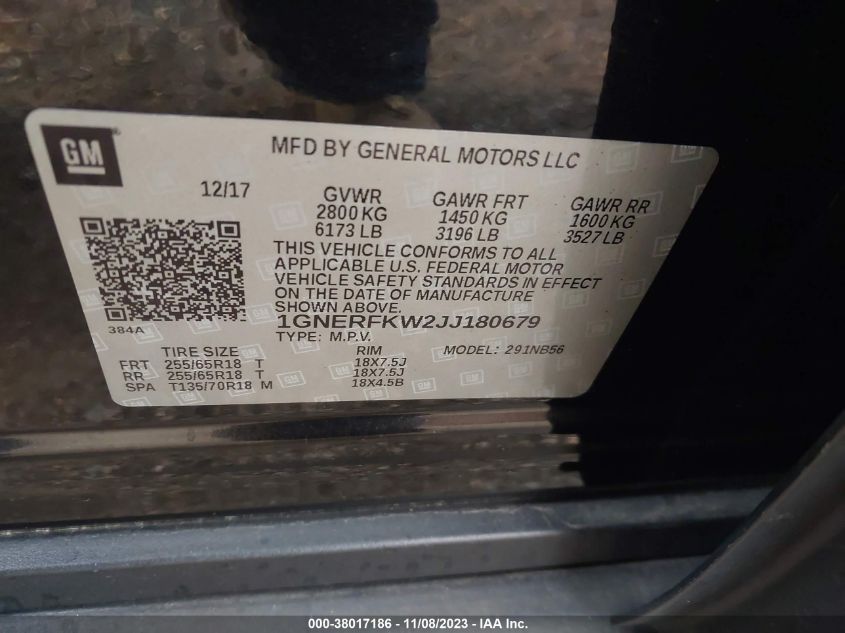 GM
MFD BY GENERAL MOTORS LLC
12/17 GVWR GAWR FRT GAWR RR
2800 KG 1450 KG 1600 KG
6173 LB 3196 LB 3527 LB
THIS VEHICLE CONFORMS TO ALL
APPLICABLE U.S. FEDERAL MOTOR
VEHICLE SAFETY STANDARDS IN EFFECT
ON THE DATE OF MANUFACTURE
SHOWN ABOVE.
384A
1GNERFKW2JJ180679
TYPE: M.P.V. MODEL: 291NB56
TIRE SIZE RIM
FRT 255/65R18 T 18X7.5J
RR 255/65R18 T 18X7.5J
SPA T135/70R18 M 18X4.5B
000-38017186 - 11/08/2023 - IAA Inc.